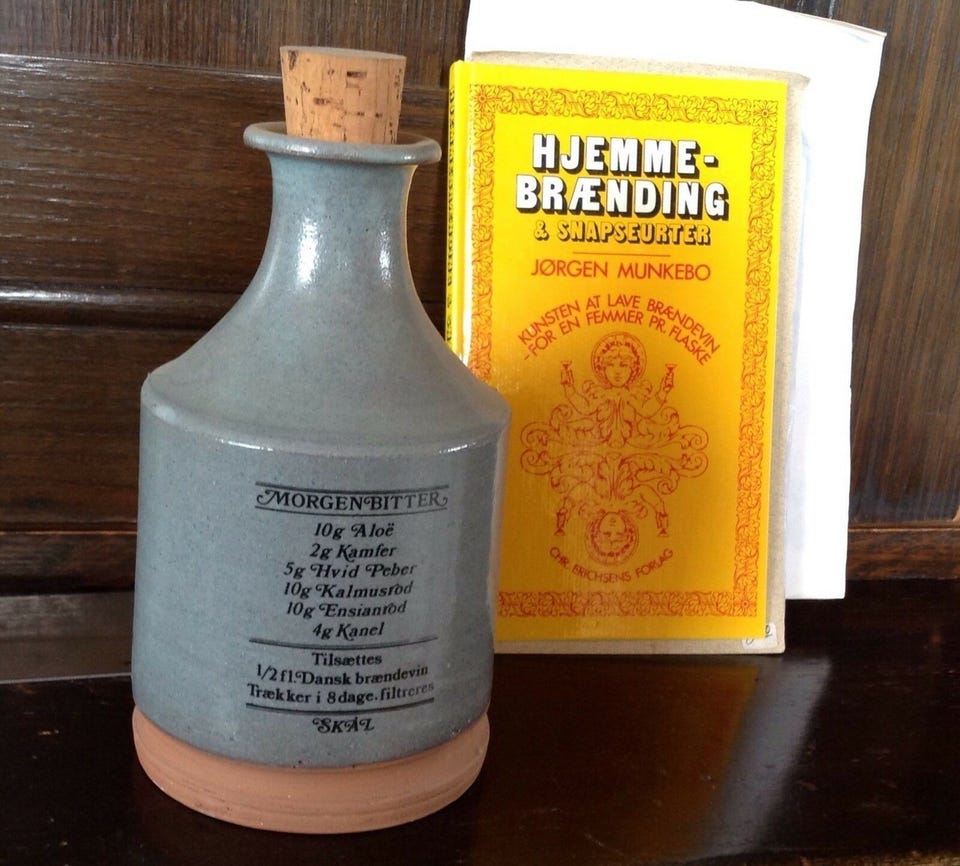 MORGENBITTER
10g Aloë
2g Kamfer
5g Hvid Peber
10g Kalmusrod
10g Ensianrod
4g Kanel
Tilsættes
1/2 fl. Dansk brændevin
Trækker i 8 dage. filtreres
SKÅL
HJEMME-
BRÆNDING
& SNAPSEURTER
JØRGEN MUNKEBO
KUNSTEN AT LAVE BRÆNDEVIN
-FOR EN FEMMER PR. FLASKE
CHR. ERICHSENS FORLAG